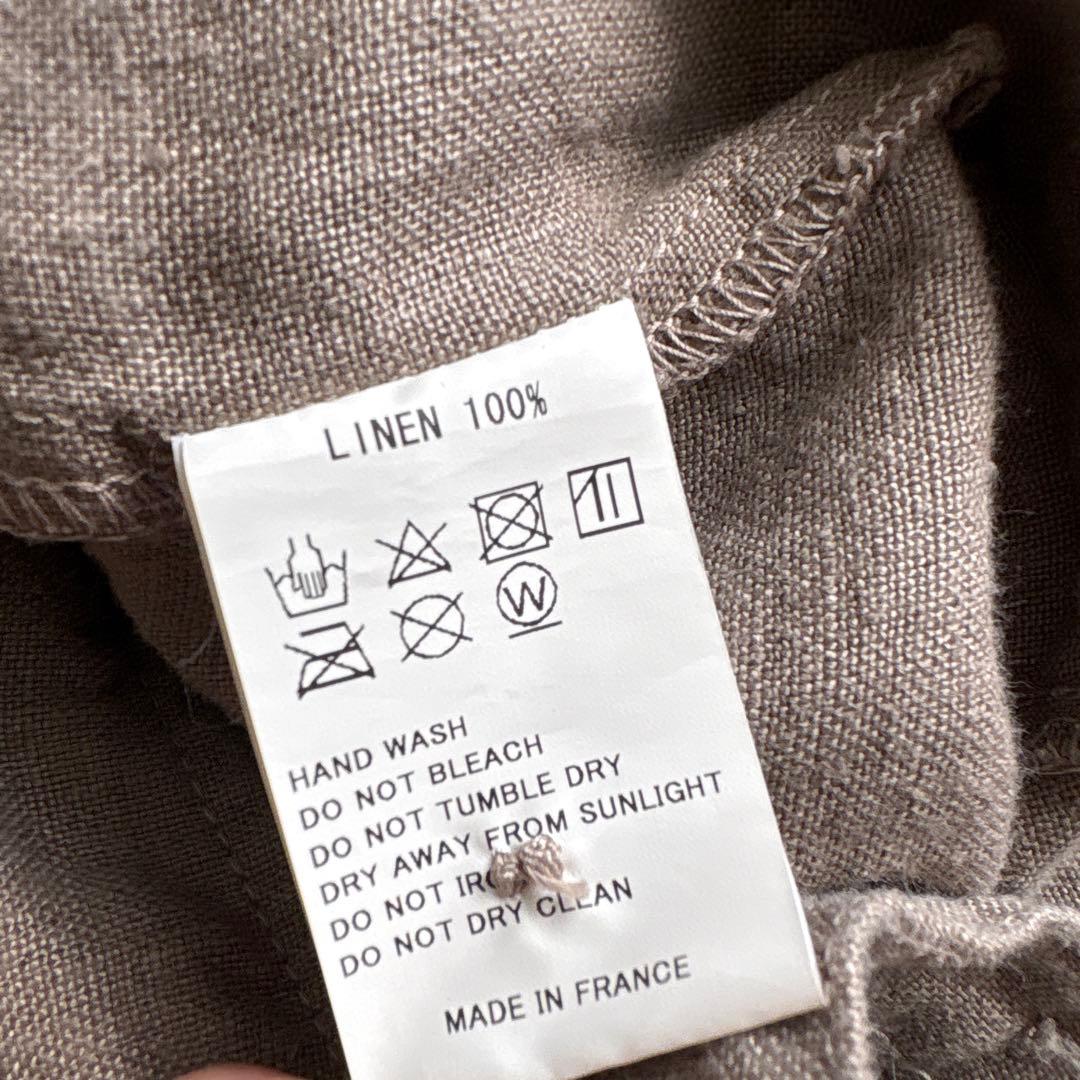 LINEN 100%
W
HAND WASH
DO NOT BLEACH
DO NOT TUMBLE DRY
DRY AWAY FROM SUNLIGHT
DO NOT
DO NOT DRY CLEAN
MADE IN FRANCE